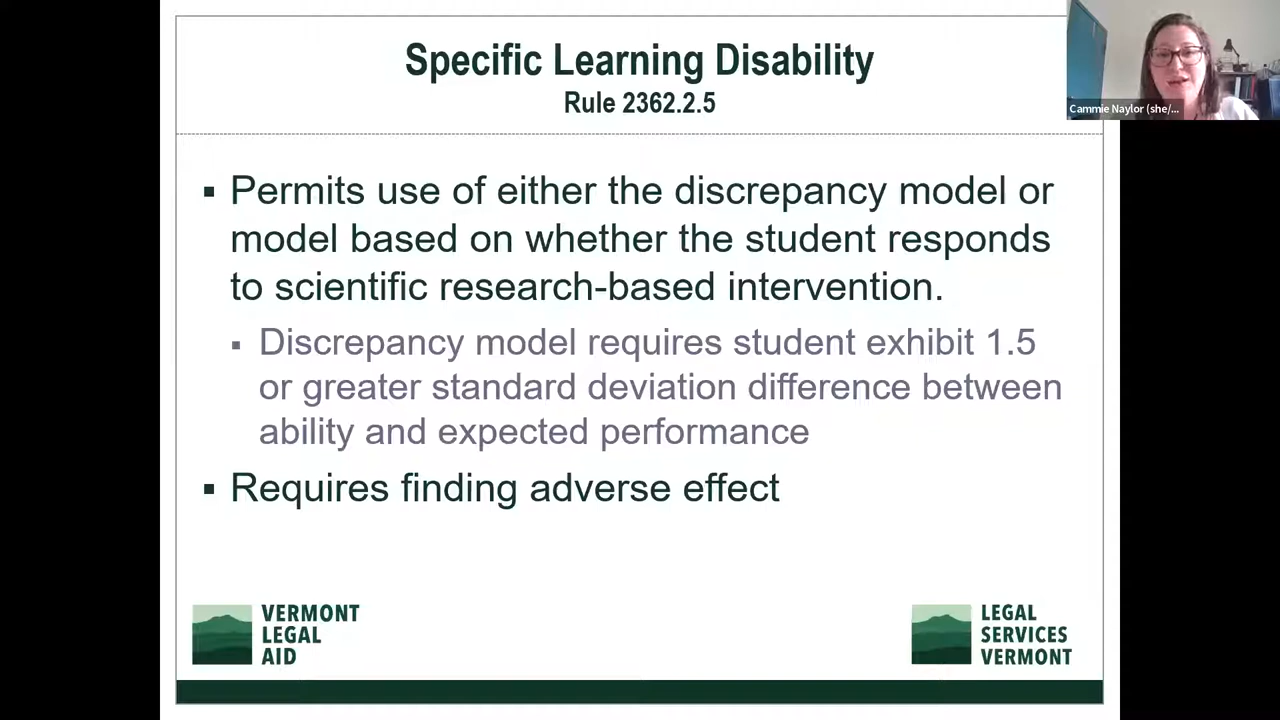 Specific Learning Disability
Rule 2362.2.5
Cammie Naylor (she/...
▪ Permits use of either the discrepancy model or
model based on whether the student responds
to scientific research-based intervention.
▪ Discrepancy model requires student exhibit 1.5
or greater standard deviation difference between
ability and expected performance
▪ Requires finding adverse effect
VERMONT
LEGAL
AID
LEGAL
SERVICES
VERMONT